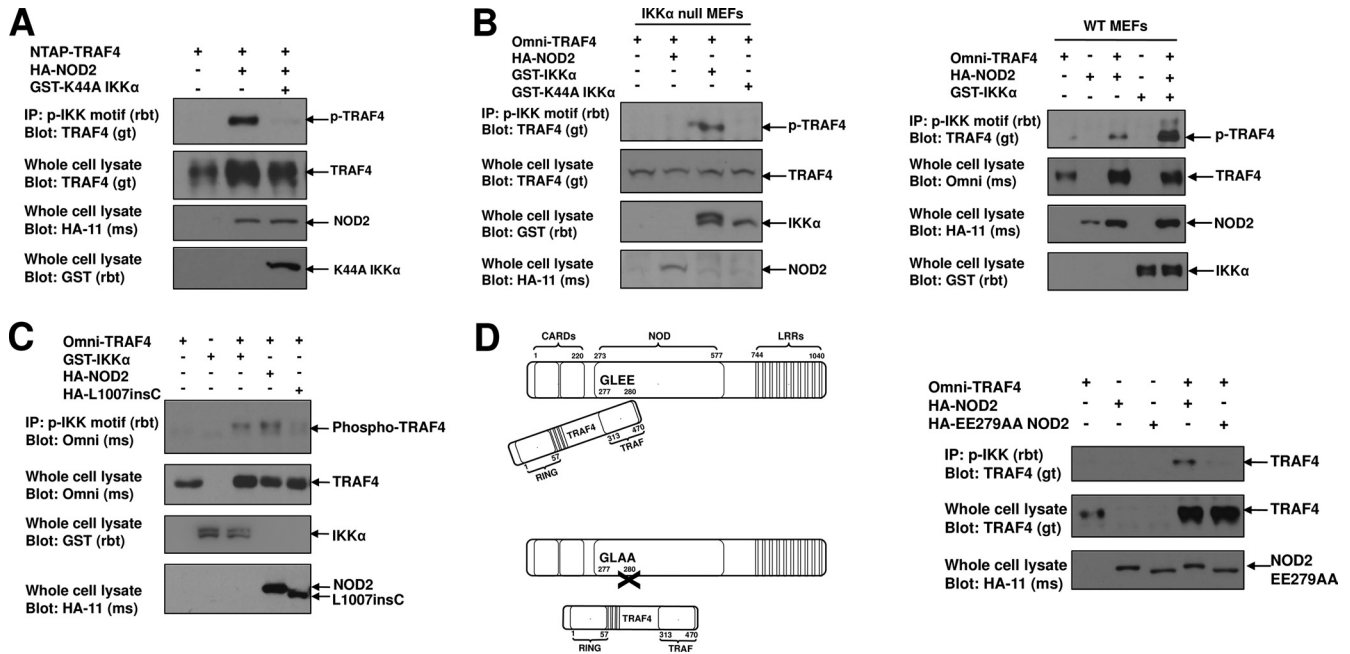 A
NTAP-TRAF4 + + +
HA-NOD2 - + +
GST-K44A IKKα - - +
IP: p-IKK motif (rbt)
Blot: TRAF4 (gt)
p-TRAF4
Whole cell lysate
Blot: TRAF4 (gt)
TRAF4
Whole cell lysate
Blot: HA-11 (ms)
NOD2
Whole cell lysate
Blot: GST (rbt)
K44A IKKα
B
IKKα null MEFs
Omni-TRAF4 + + + +
HA-NOD2 - + - -
GST-IKKα - - + -
GST-K44A IKKα - - - +
IP: p-IKK motif (rbt)
Blot: TRAF4 (gt)
p-TRAF4
Whole cell lysate
Blot: TRAF4 (gt)
TRAF4
Whole cell lysate
Blot: GST (rbt)
IKKα
Whole cell lysate
Blot: HA-11 (ms)
NOD2
WT MEFs
Omni-TRAF4 + - + - +
HA-NOD2 - + + - +
GST-IKKα - - - + +
IP: p-IKK motif (rbt)
Blot: TRAF4 (gt)
p-TRAF4
Whole cell lysate
Blot: Omni (ms)
TRAF4
Whole cell lysate
Blot: HA-11 (ms)
NOD2
Whole cell lysate
Blot: GST (rbt)
IKKα
C
Omni-TRAF4 + - + + +
GST-IKKα - + + - -
HA-NOD2 - - - + -
HA-L1007insC - - - - +
IP: p-IKK motif (rbt)
Blot: Omni (ms)
Phospho-TRAF4
Whole cell lysate
Blot: Omni (ms)
TRAF4
Whole cell lysate
Blot: GST (rbt)
IKKα
Whole cell lysate
Blot: HA-11 (ms)
NOD2
L1007insC
D
CARDs NOD LRRs
1 220 273 577 744 1040
GLEE
277 280
TRAF4
1 57 313 470
RING TRAF
GLAA
277 280
TRAF4
1 57 313 470
RING TRAF
Omni-TRAF4 + - - + +
HA-NOD2 - + - + -
HA-EE279AA NOD2 - - + - +
IP: p-IKK (rbt)
Blot: TRAF4 (gt)
TRAF4
Whole cell lysate
Blot: TRAF4 (gt)
TRAF4
Whole cell lysate
Blot: HA-11 (ms)
NOD2
EE279AA